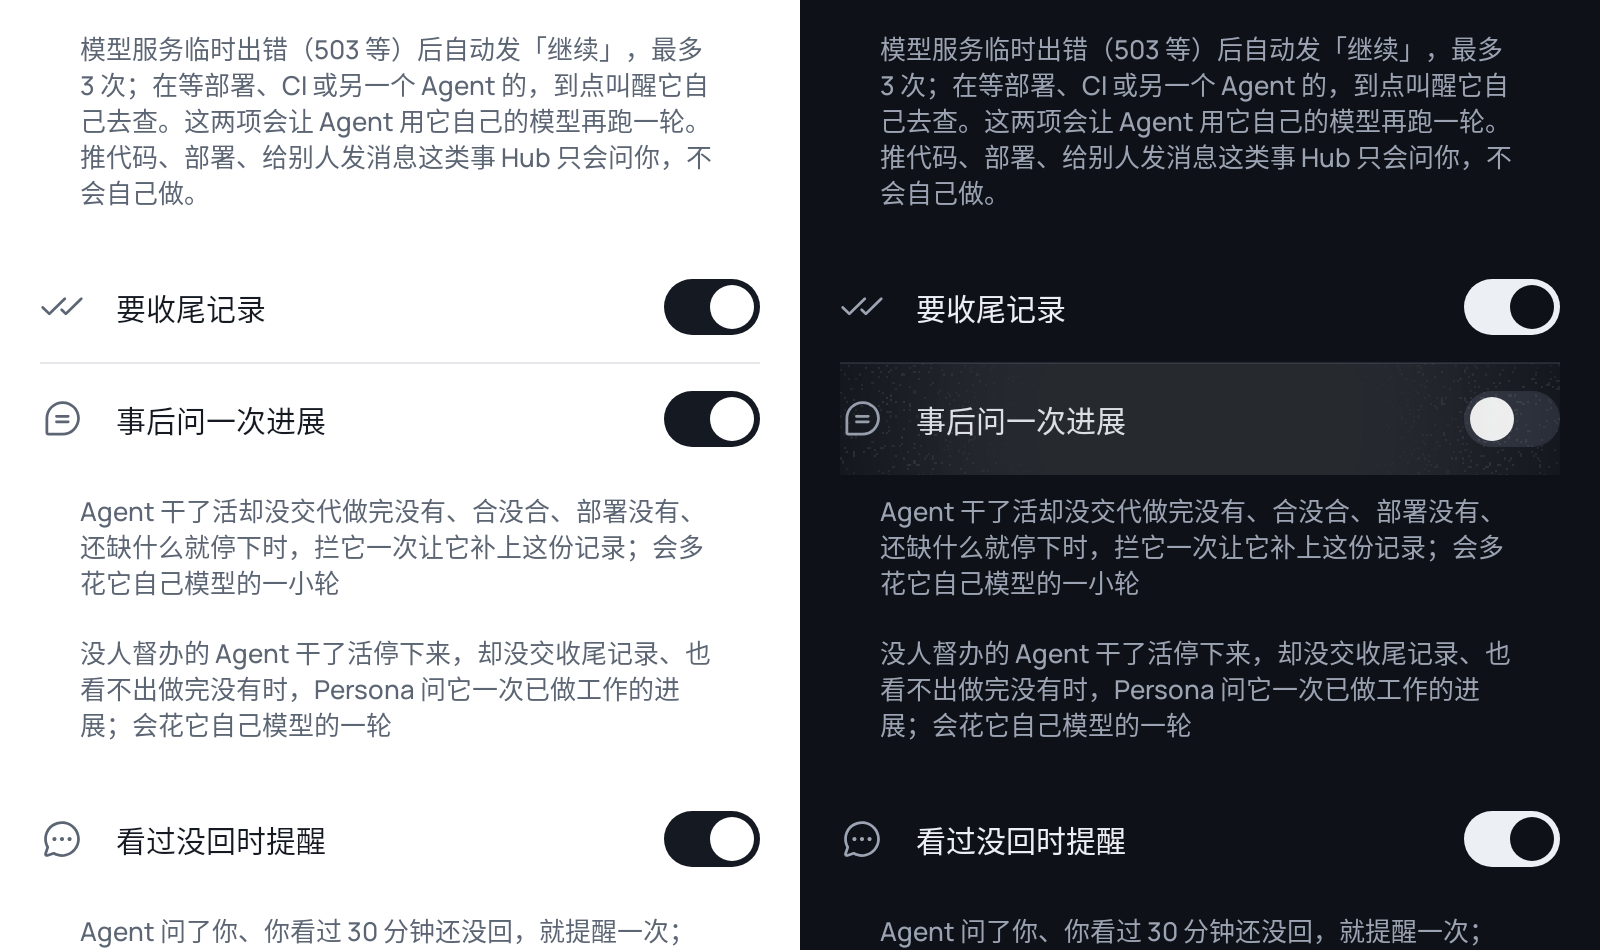 模型服务临时出错（503 等）后自动发「继续」，最多
3 次；在等部署、CI 或另一个 Agent 的，到点叫醒它自
己去查。这两项会让 Agent 用它自己的模型再跑一轮。
推代码、部署、给别人发消息这类事 Hub 只会问你，不
会自己做。
要收尾记录
事后问一次进展
Agent 干了活却没交代做完没有、合没合、部署没有、
还缺什么就停下时，拦它一次让它补上这份记录；会多
花它自己模型的一小轮
没人督办的 Agent 干了活停下来，却没交收尾记录、也
看不出做完没有时，Persona 问它一次已做工作的进
展；会花它自己模型的一轮
看过没回时提醒
Agent 问了你、你看过 30 分钟还没回，就提醒一次；
模型服务临时出错（503 等）后自动发「继续」，最多
3 次；在等部署、CI 或另一个 Agent 的，到点叫醒它自
己去查。这两项会让 Agent 用它自己的模型再跑一轮。
推代码、部署、给别人发消息这类事 Hub 只会问你，不
会自己做。
要收尾记录
事后问一次进展
Agent 干了活却没交代做完没有、合没合、部署没有、
还缺什么就停下时，拦它一次让它补上这份记录；会多
花它自己模型的一小轮
没人督办的 Agent 干了活停下来，却没交收尾记录、也
看不出做完没有时，Persona 问它一次已做工作的进
展；会花它自己模型的一轮
看过没回时提醒
Agent 问了你、你看过 30 分钟还没回，就提醒一次；